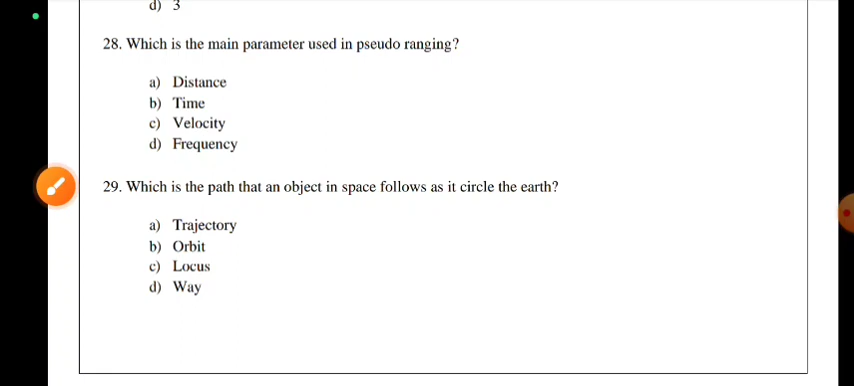 d) 3
28. Which is the main parameter used in pseudo ranging?
a) Distance
b) Time
c) Velocity
d) Frequency
29. Which is the path that an object in space follows as it circle the earth?
a) Trajectory
b) Orbit
c) Locus
d) Way